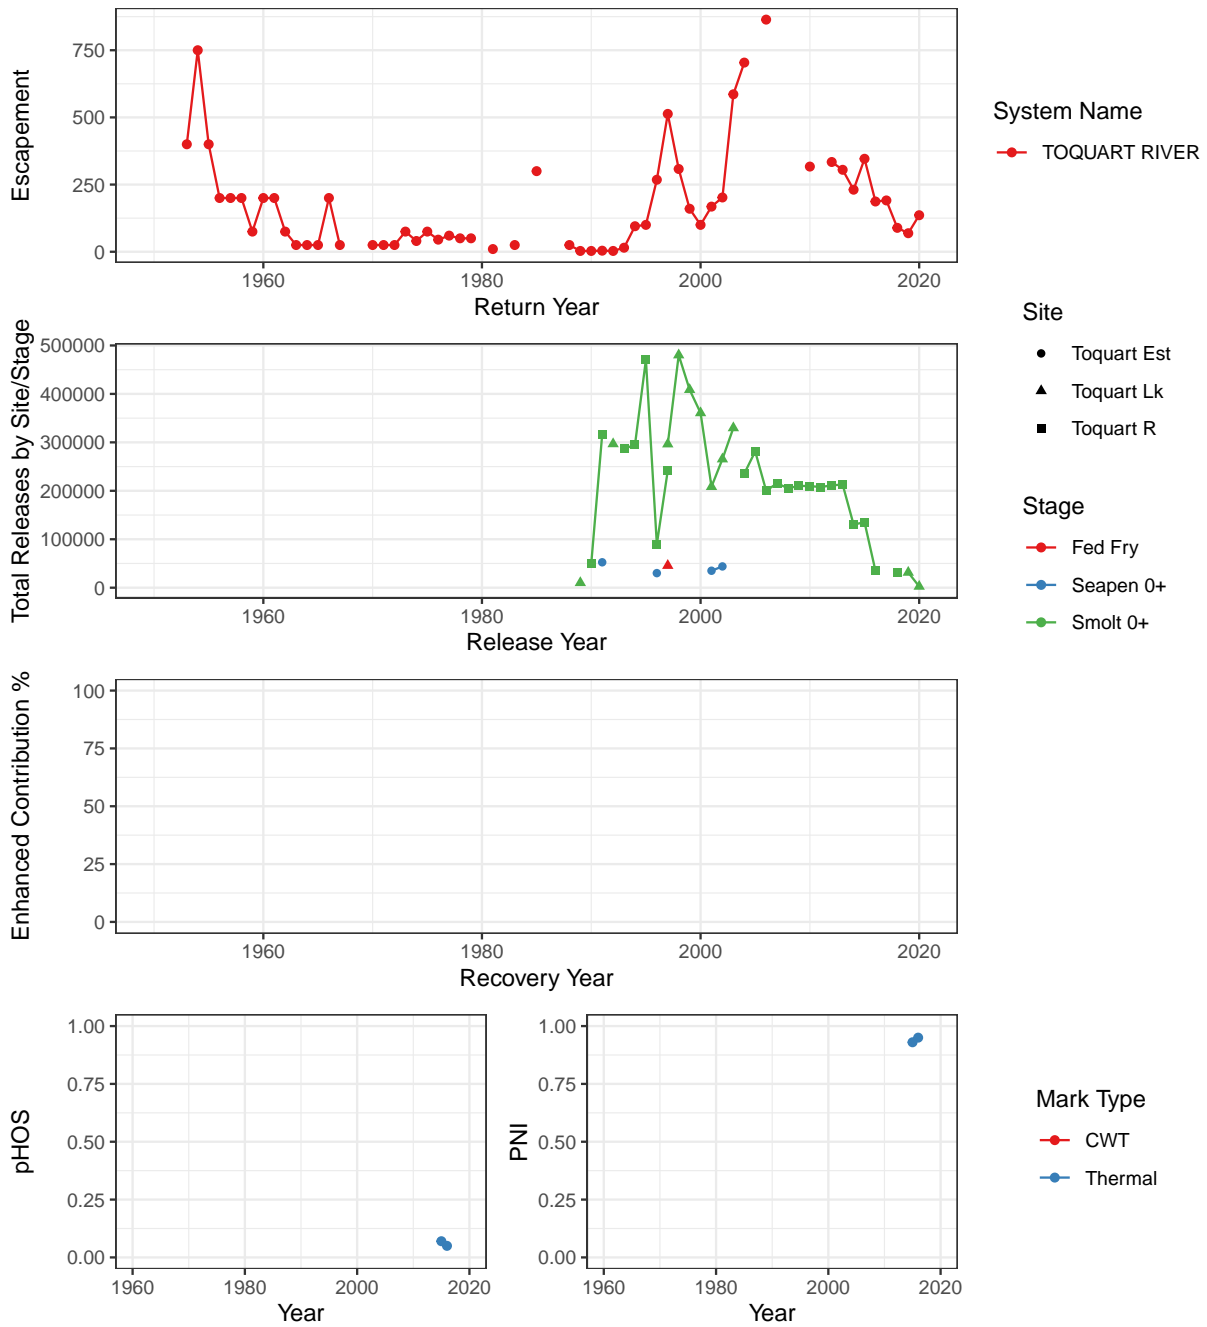 Escapement
750
500
250
0
1960
1980
2000
2020
Return Year
System Name
TOQUART RIVER
Total Releases by Site/Stage
500000
400000
300000
200000
100000
0
1960
1980
2000
2020
Release Year
Site
Toquart Est
Toquart Lk
Toquart R
Stage
Fed Fry
Seapen 0+
Smolt 0+
Enhanced Contribution %
100
75
50
25
0
1960
1980
2000
2020
Recovery Year
pHOS
1.00
0.75
0.50
0.25
0.00
1960
1980
2000
2020
Year
PNI
1.00
0.75
0.50
0.25
0.00
1960
1980
2000
2020
Year
Mark Type
CWT
Thermal